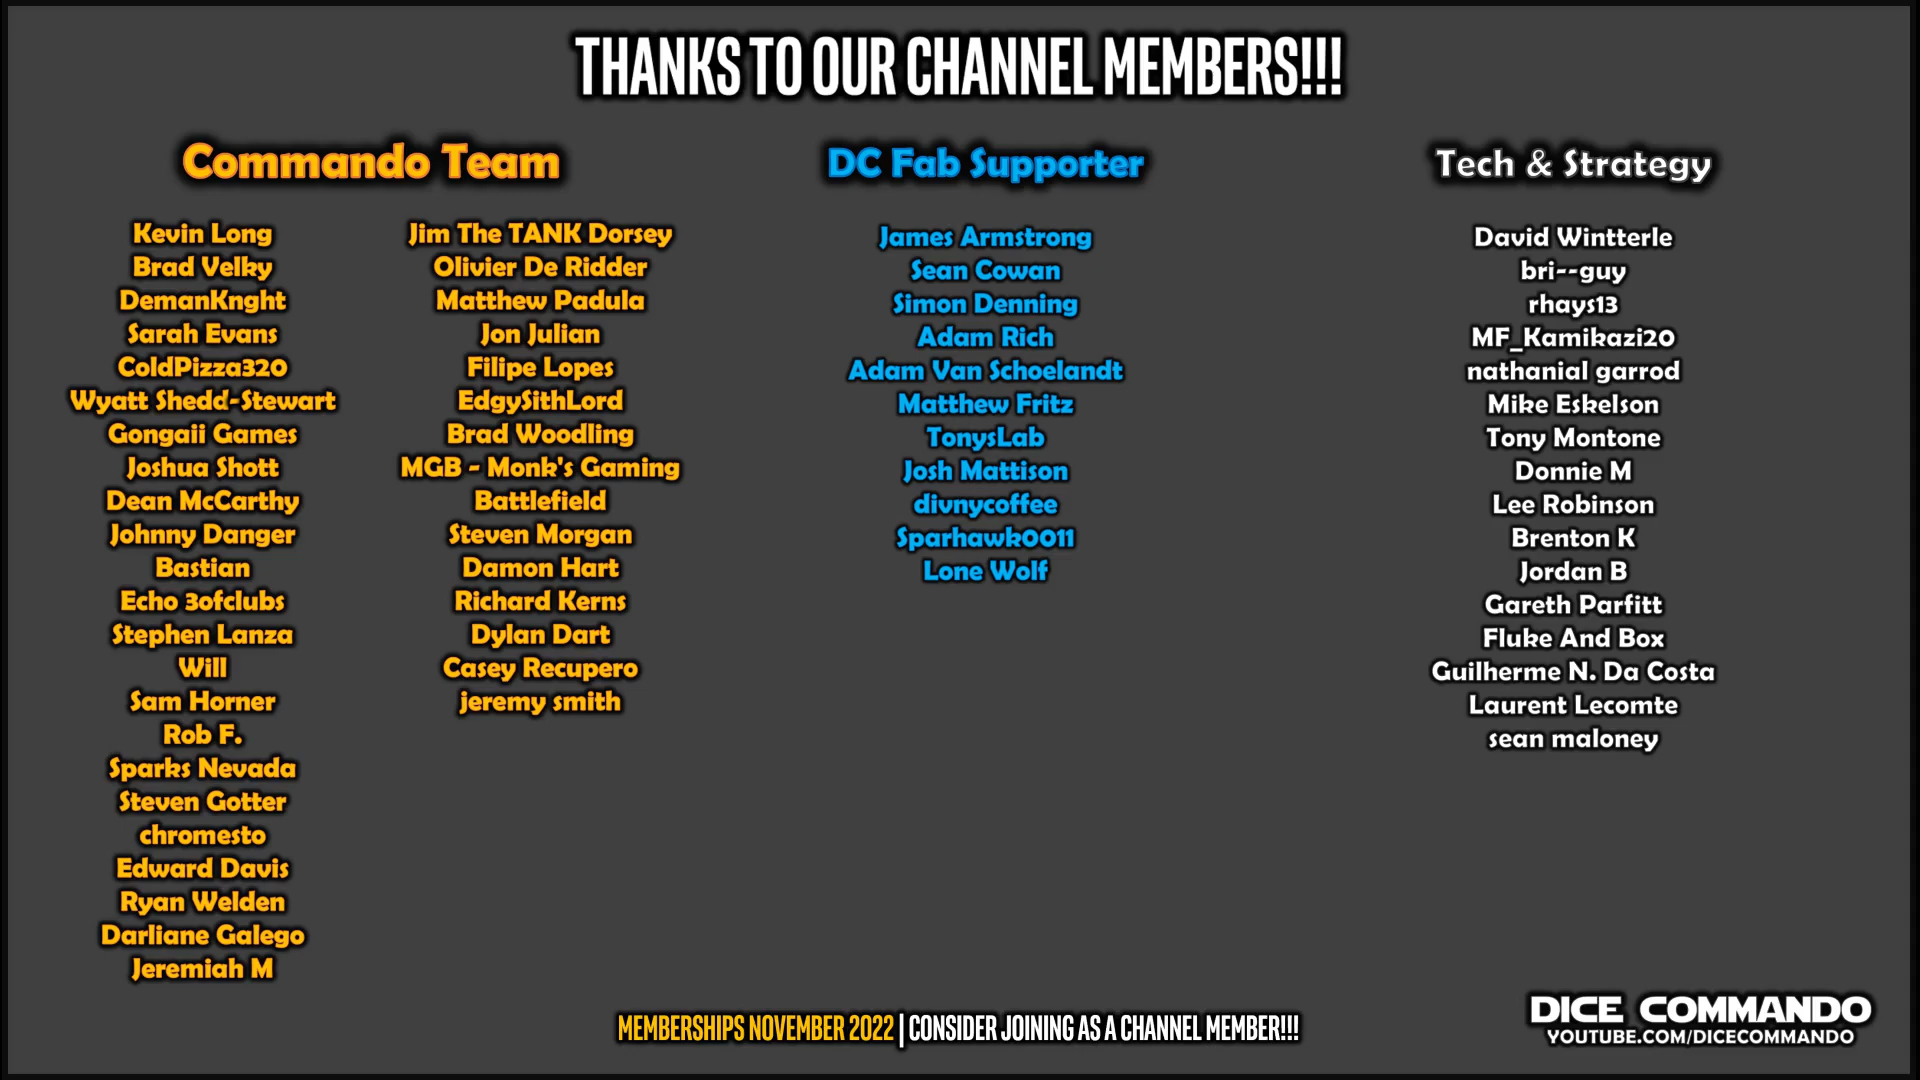 THANKS TO OUR CHANNEL MEMBERS!!!
Commando Team
Kevin Long
Brad Velky
DemanKnght
Sarah Evans
ColdPizza320
Wyatt Shedd-Stewart
Gongaii Games
Joshua Shott
Dean McCarthy
Johnny Danger
Bastian
Echo 3ofclubs
Stephen Lanza
Will
Sam Horner
Rob F.
Sparks Nevada
Steven Gotter
chromesto
Edward Davis
Ryan Welden
Darliane Galego
Jeremiah M
Jim The TANK Dorsey
Olivier De Ridder
Matthew Padula
Jon Julian
Filipe Lopes
EdgySithLord
Brad Woodling
MGB - Monk's Gaming
Battlefield
Steven Morgan
Damon Hart
Richard Kerns
Dylan Dart
Casey Recupero
jeremy smith
DC Fab Supporter
James Armstrong
Sean Cowan
Simon Denning
Adam Rich
Adam Van Schoelandt
Matthew Fritz
TonysLab
Josh Mattison
divnycoffee
Sparhawk0011
Lone Wolf
Tech & Strategy
David Wintterle
bri--guy
rhays13
MF_Kamikazi20
nathanial garrod
Mike Eskelson
Tony Montone
Donnie M
Lee Robinson
Brenton K
Jordan B
Gareth Parfitt
Fluke And Box
Guilherme N. Da Costa
Laurent Lecomte
sean maloney
MEMBERSHIPS NOVEMBER 2022 | CONSIDER JOINING AS A CHANNEL MEMBER!!!
DICE COMMANDO
YOUTUBE.COM/DICECOMMANDO